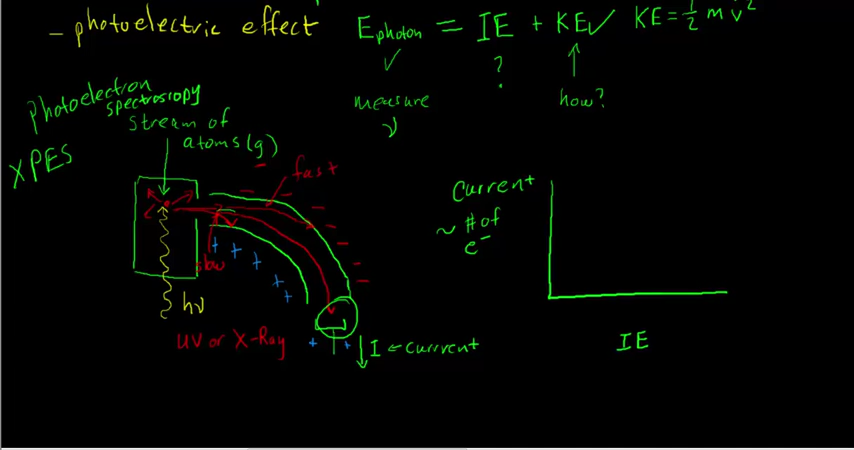 - photoelectric effect
E photon = IE + KE✓ KE = ½ m v²
✓
?
how?
measure
ν
photoelectron
spectroscopy
XPES
stream of
atoms (g)
fast
slow
hν
UV or X-Ray
I ← current
Current
~ # of
e⁻
IE